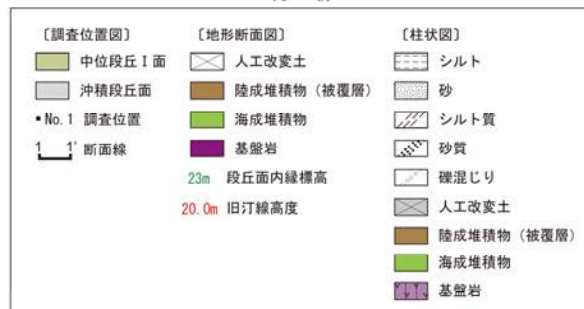 〔調査位置図〕
中位段丘Ⅰ面
沖積段丘面
•No.1 調査位置
1 1' 断面線
〔地形断面図〕
人工改変土
陸成堆積物（被覆層）
海成堆積物
基盤岩
23m 段丘面内縁標高
20.0m 旧汀線高度
〔柱状図〕
シルト
砂
シルト質
砂質
礫混じり
人工改変土
陸成堆積物（被覆層）
海成堆積物
基盤岩